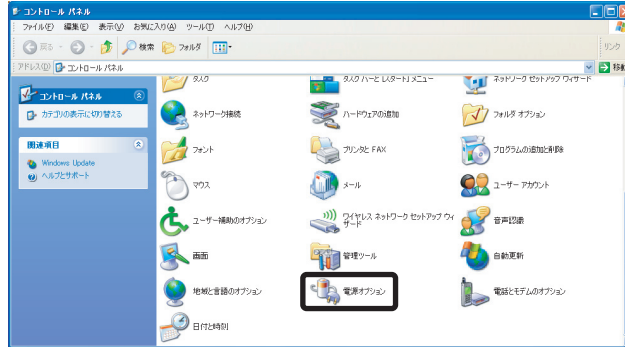 コントロール パネル
ファイル(F) 編集(E) 表示(V) お気に入り(A) ツール(T) ヘルプ(H)
戻る 検索 フォルダ リンク
アドレス(D) コントロール パネル 移動
タスク タスク バーと [スタート] メニュー ネットワーク セットアップ ウィザード
コントロール パネル
カテゴリの表示に切り替える
関連項目
Windows Update
ヘルプとサポート
ネットワーク接続 ハードウェアの追加 フォルダ オプション
フォント プリンタと FAX プログラムの追加と削除
マウス メール ユーザー アカウント
ユーザー補助のオプション ワイヤレス ネットワーク セットアップ ウィザード 音声認識
画面 管理ツール 自動更新
地域と言語のオプション 電源オプション 電話とモデムのオプション
日付と時刻